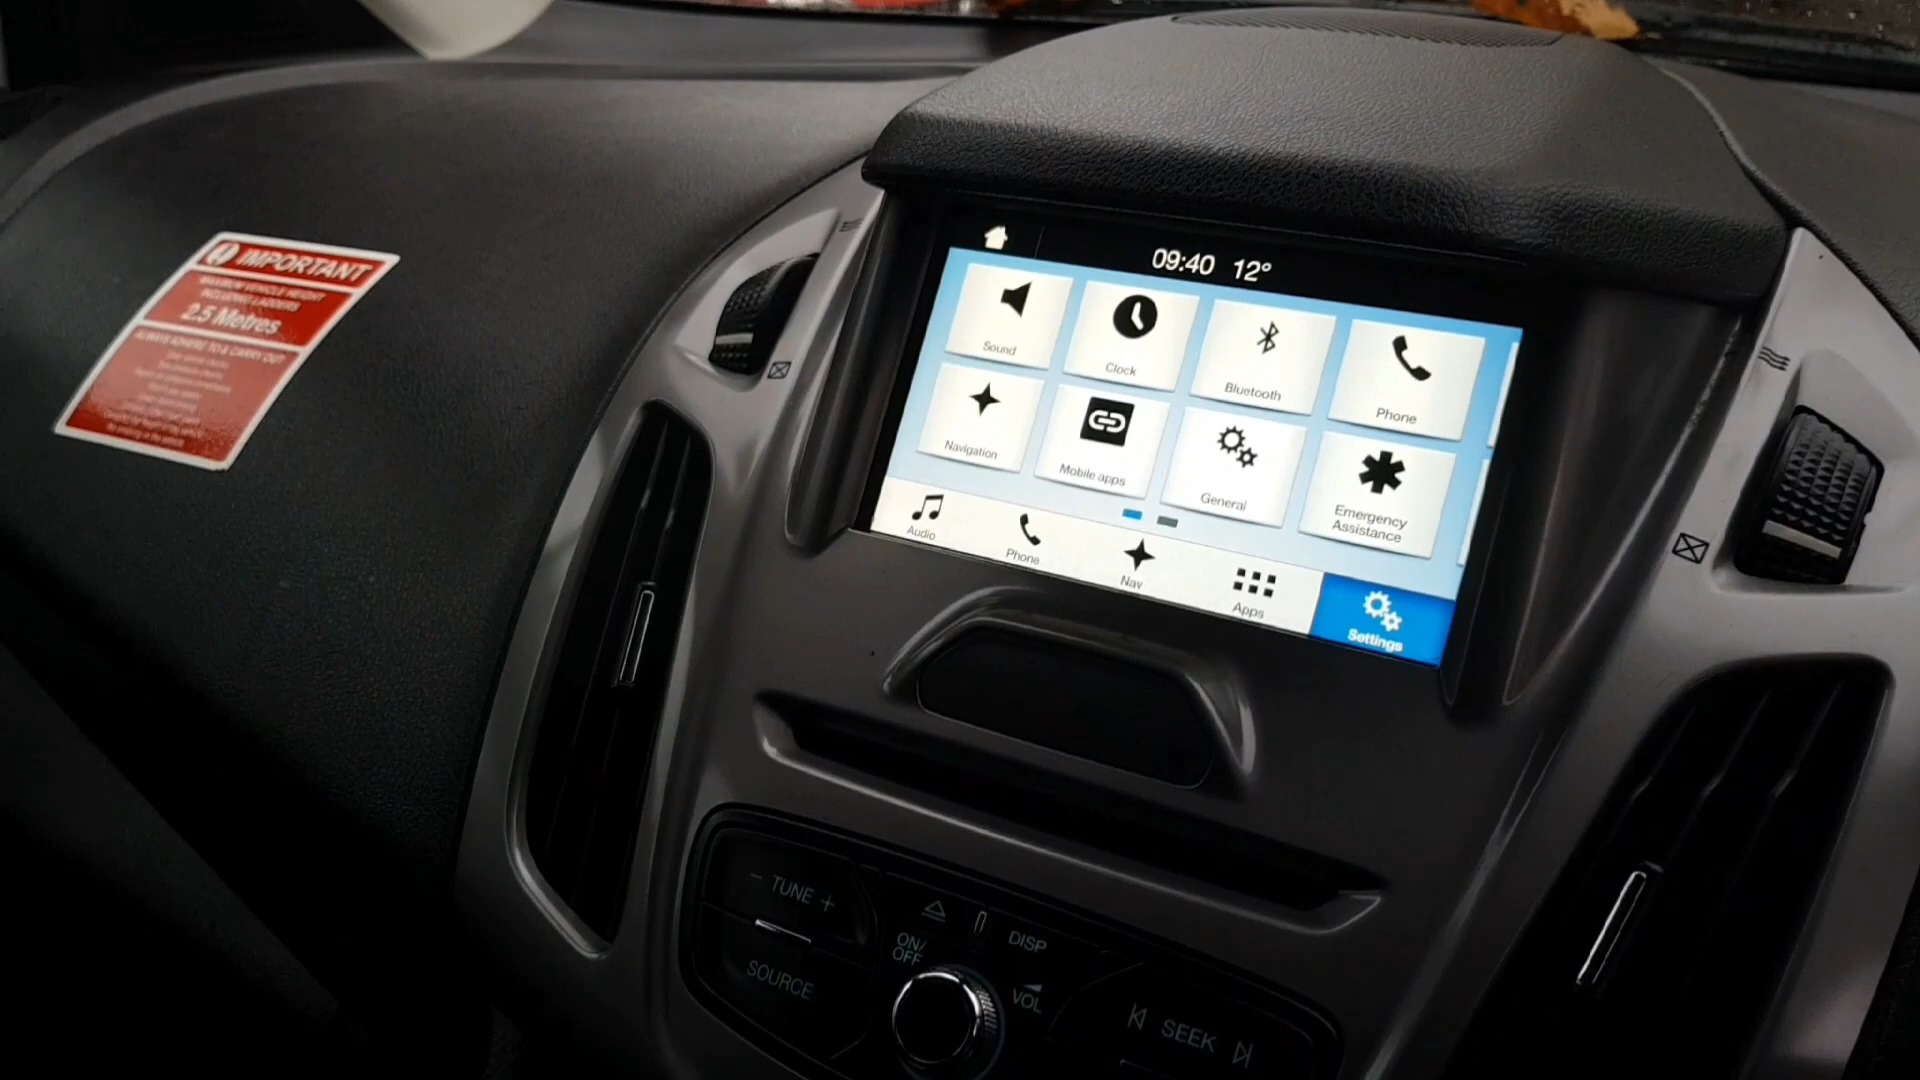 IMPORTANT
MAXIMUM VEHICLE HEIGHT
INCLUDING LADDERS
2.5 Metres
ALWAYS ADHERE TO & CARRY OUT
09:40 12°
Sound
Clock
Bluetooth
Phone
Navigation
Mobile apps
General
Emergency
Assistance
Audio
Phone
Nav
Apps
Settings
− TUNE +
SOURCE
ON/
OFF
DISP
VOL
SEEK